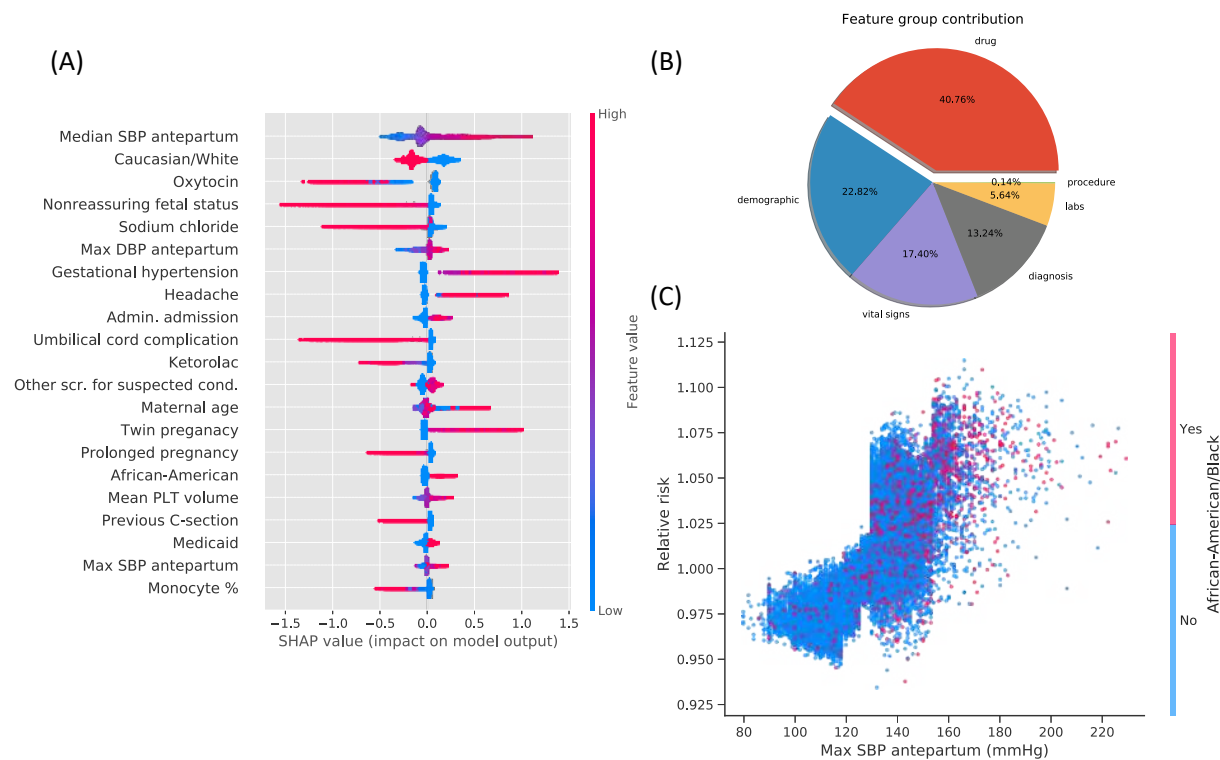 (A)
High
Median SBP antepartum
Caucasian/White
Oxytocin
Nonreassuring fetal status
Sodium chloride
Max DBP antepartum
Gestational hypertension
Headache
Admin. admission
Umbilical cord complication
Ketorolac
Other scr. for suspected cond.
Maternal age
Twin preganacy
Prolonged pregnancy
African-American
Mean PLT volume
Previous C-section
Medicaid
Max SBP antepartum
Monocyte %
Low
−1.5 −1.0 −0.5 0.0 0.5 1.0 1.5
SHAP value (impact on model output)
Feature value
(B)
Feature group contribution
drug
40,76%
demographic
22,82%
17,40%
vital signs
13,24%
diagnosis
5,64%
labs
0,14%
procedure
(C)
1.125
1.100
1.075
1.050
1.025
1.000
0.975
0.950
0.925
Relative risk
80 100 120 140 160 180 200 220
Max SBP antepartum (mmHg)
Yes
No
African-American/Black